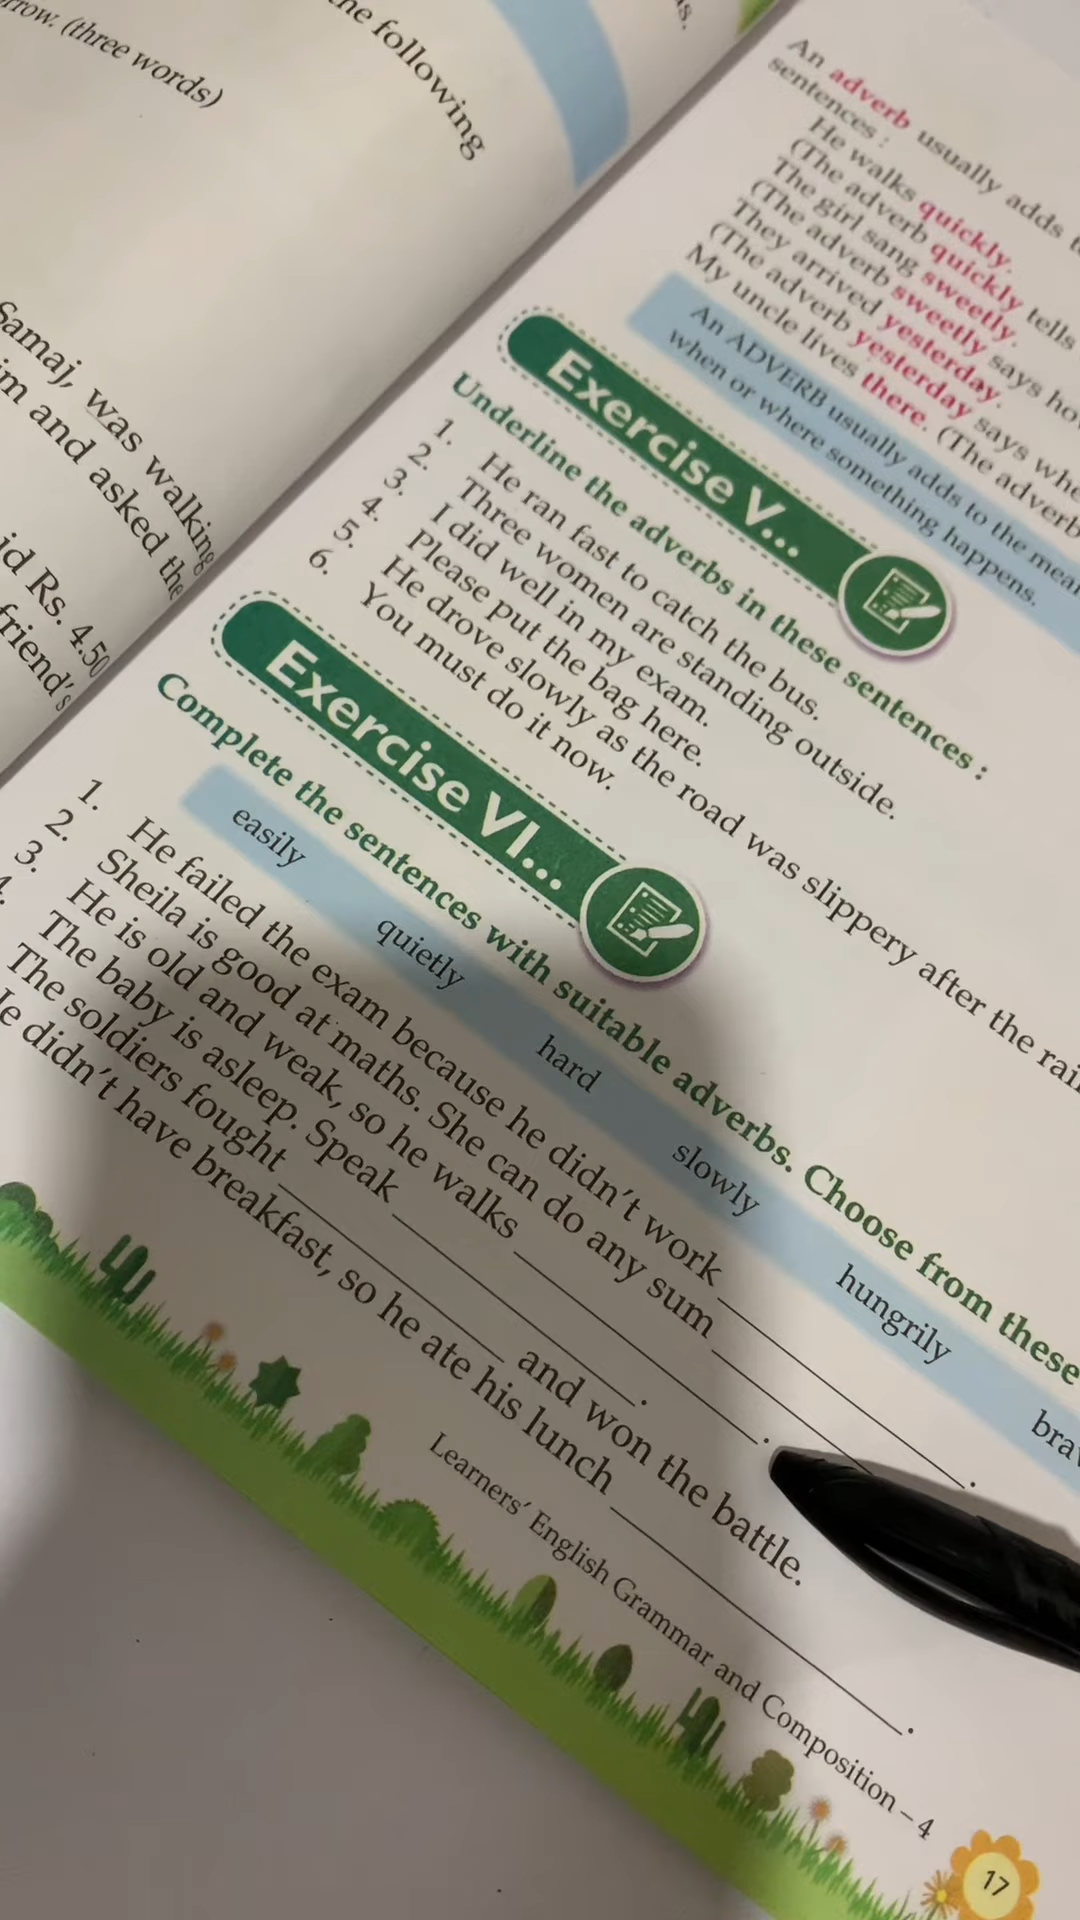 rrow. (three words)
he following
Samaj, was walking
im and asked the
id Rs. 4.50
friend's
An adverb usually adds
sentences :
He walks quickly.
(The adverb quickly tells
The girl sang sweetly.
(The adverb sweetly says
They arrived yesterday.
(The adverb yesterday says
My uncle lives there. (The adverb
An ADVERB usually adds to the
when or where something happens.
Exercise V...
Underline the adverbs in these sentences :
1. He ran fast to catch the bus.
2. Three women are standing outside.
3. I did well in my exam.
4. Please put the bag here.
5. He drove slowly as the road was slippery after the
6. You must do it now.
Exercise VI...
Complete the sentences with suitable adverbs. Choose from these
easily quietly hard slowly hungrily
1. He failed the exam because he didn't work ________.
2. Sheila is good at maths. She can do any sum ________
3. He is old and weak, so he walks ________.
4. The baby is asleep. Speak ________.
The soldiers fought ________ and won the battle.
He didn't have breakfast, so he ate his lunch ________.
Learners' English Grammar and Composition – 4
17